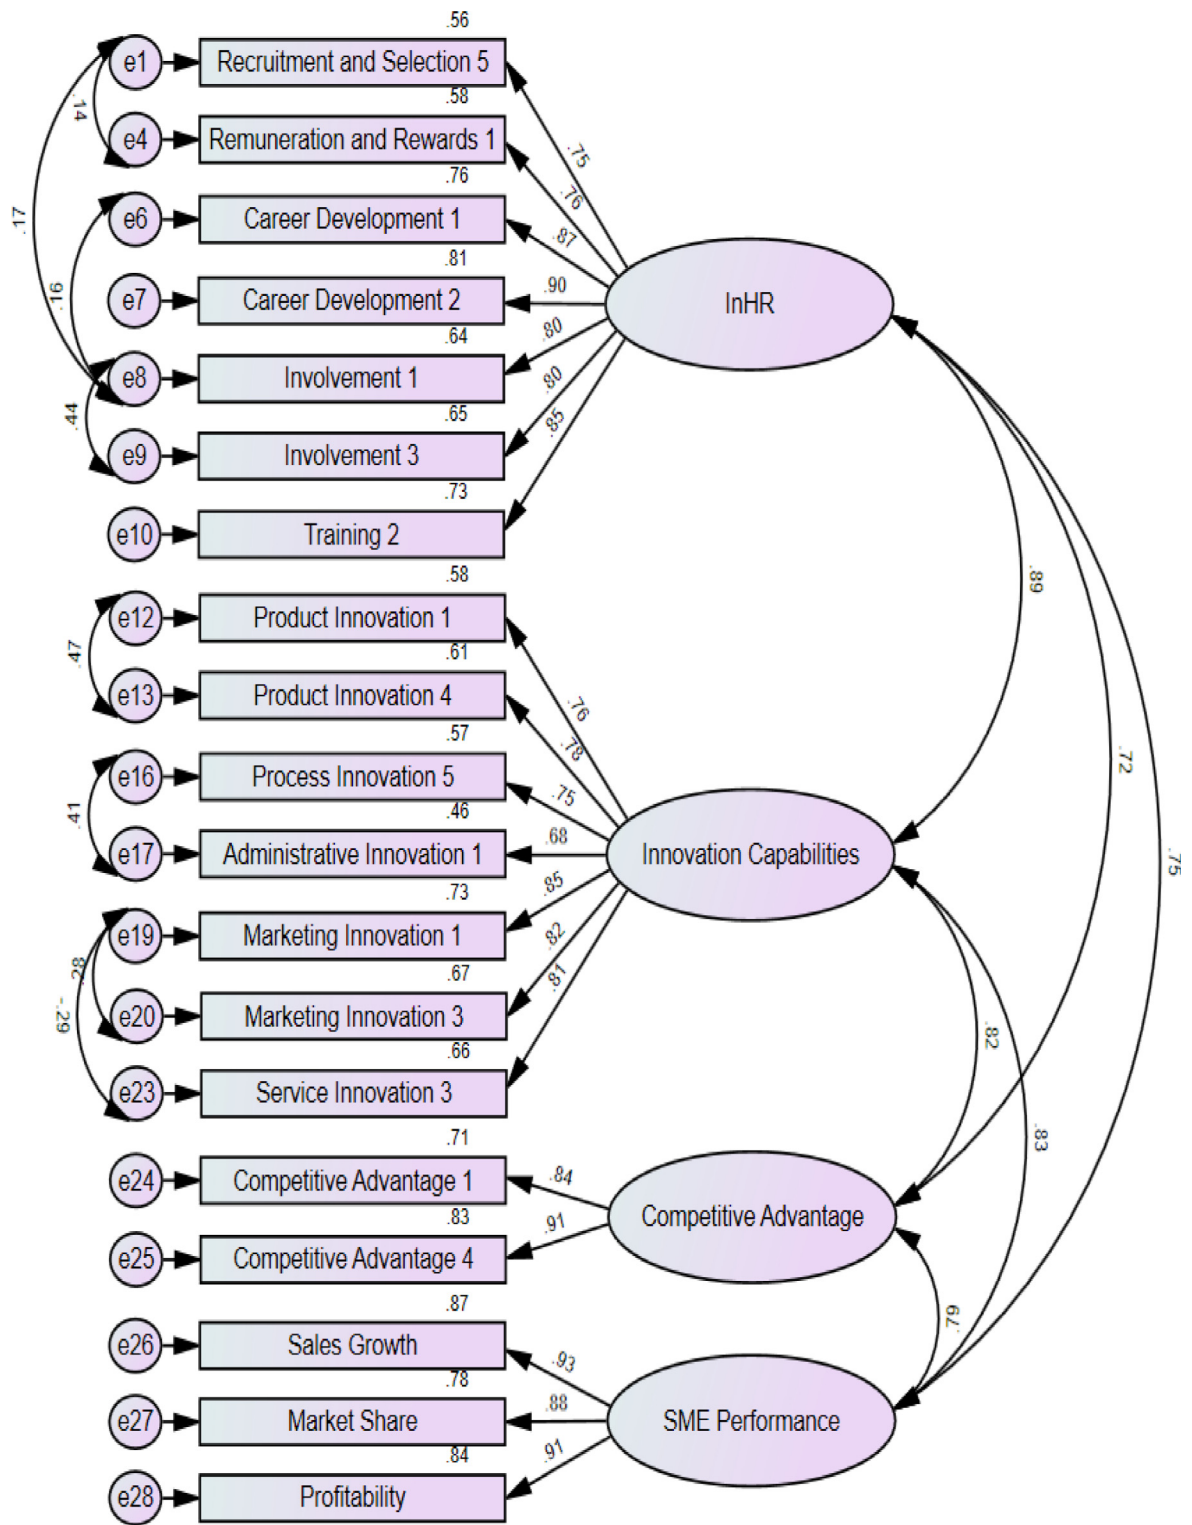 .56
e1
Recruitment and Selection 5
.75
.14
.58
e4
Remuneration and Rewards 1
.76
.17
.76
e6
Career Development 1
.87
InHR
.16
.81
e7
Career Development 2
.90
.64
e8
Involvement 1
.80
.44
.65
e9
Involvement 3
.80
.73
e10
Training 2
.85
.89
.72
.75
.58
e12
Product Innovation 1
.76
.47
.61
e13
Product Innovation 4
.78
.57
e16
Process Innovation 5
.75
.41
.46
e17
Administrative Innovation 1
.68
Innovation Capabilities
.73
e19
Marketing Innovation 1
.85
.28
-.29
.67
e20
Marketing Innovation 3
.82
.66
e23
Service Innovation 3
.81
.82
.83
.71
e24
Competitive Advantage 1
.84
Competitive Advantage
.83
e25
Competitive Advantage 4
.91
.79
.87
e26
Sales Growth
.93
.78
e27
Market Share
.88
SME Performance
.84
e28
Profitability
.91